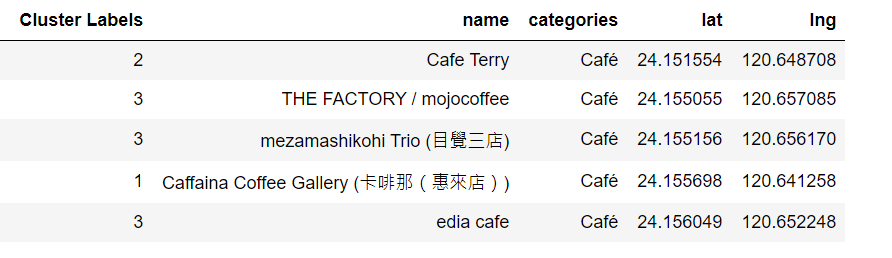 Cluster Labels name categories lat lng
2 Cafe Terry Café 24.151554 120.648708
3 THE FACTORY / mojocoffee Café 24.155055 120.657085
3 mezamashikohi Trio (目覺三店) Café 24.155156 120.656170
1 Caffaina Coffee Gallery (卡啡那（惠來店）) Café 24.155698 120.641258
3 edia cafe Café 24.156049 120.652248